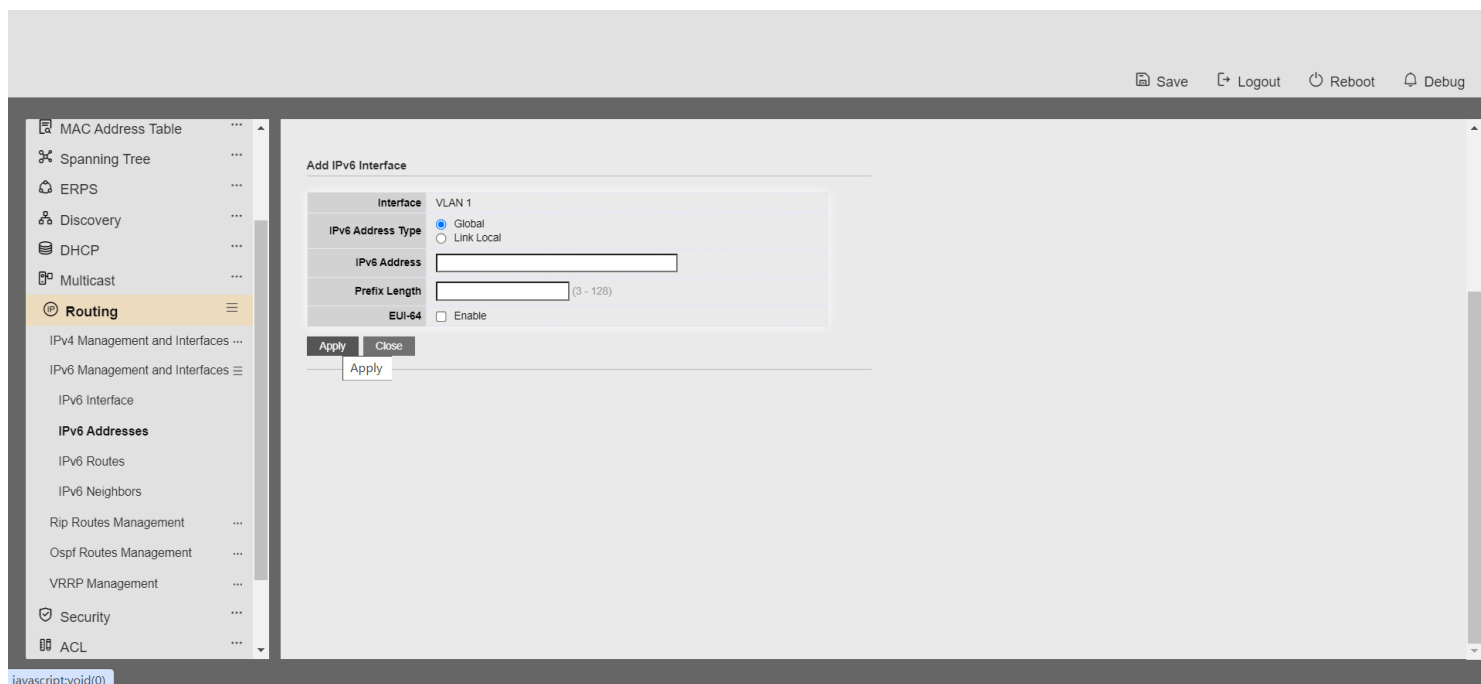 Save Logout Reboot Debug
MAC Address Table ...
Spanning Tree ...
ERPS ...
Discovery ...
DHCP ...
Multicast ...
Routing
IPv4 Management and Interfaces ...
IPv6 Management and Interfaces
IPv6 Interface
IPv6 Addresses
IPv6 Routes
IPv6 Neighbors
Rip Routes Management ...
Ospf Routes Management ...
VRRP Management ...
Security ...
ACL ...
Add IPv6 Interface
Interface VLAN 1
IPv6 Address Type Global
Link Local
IPv6 Address
Prefix Length (3 - 128)
EUI-64 Enable
Apply Close
Apply
javascript:void(0)